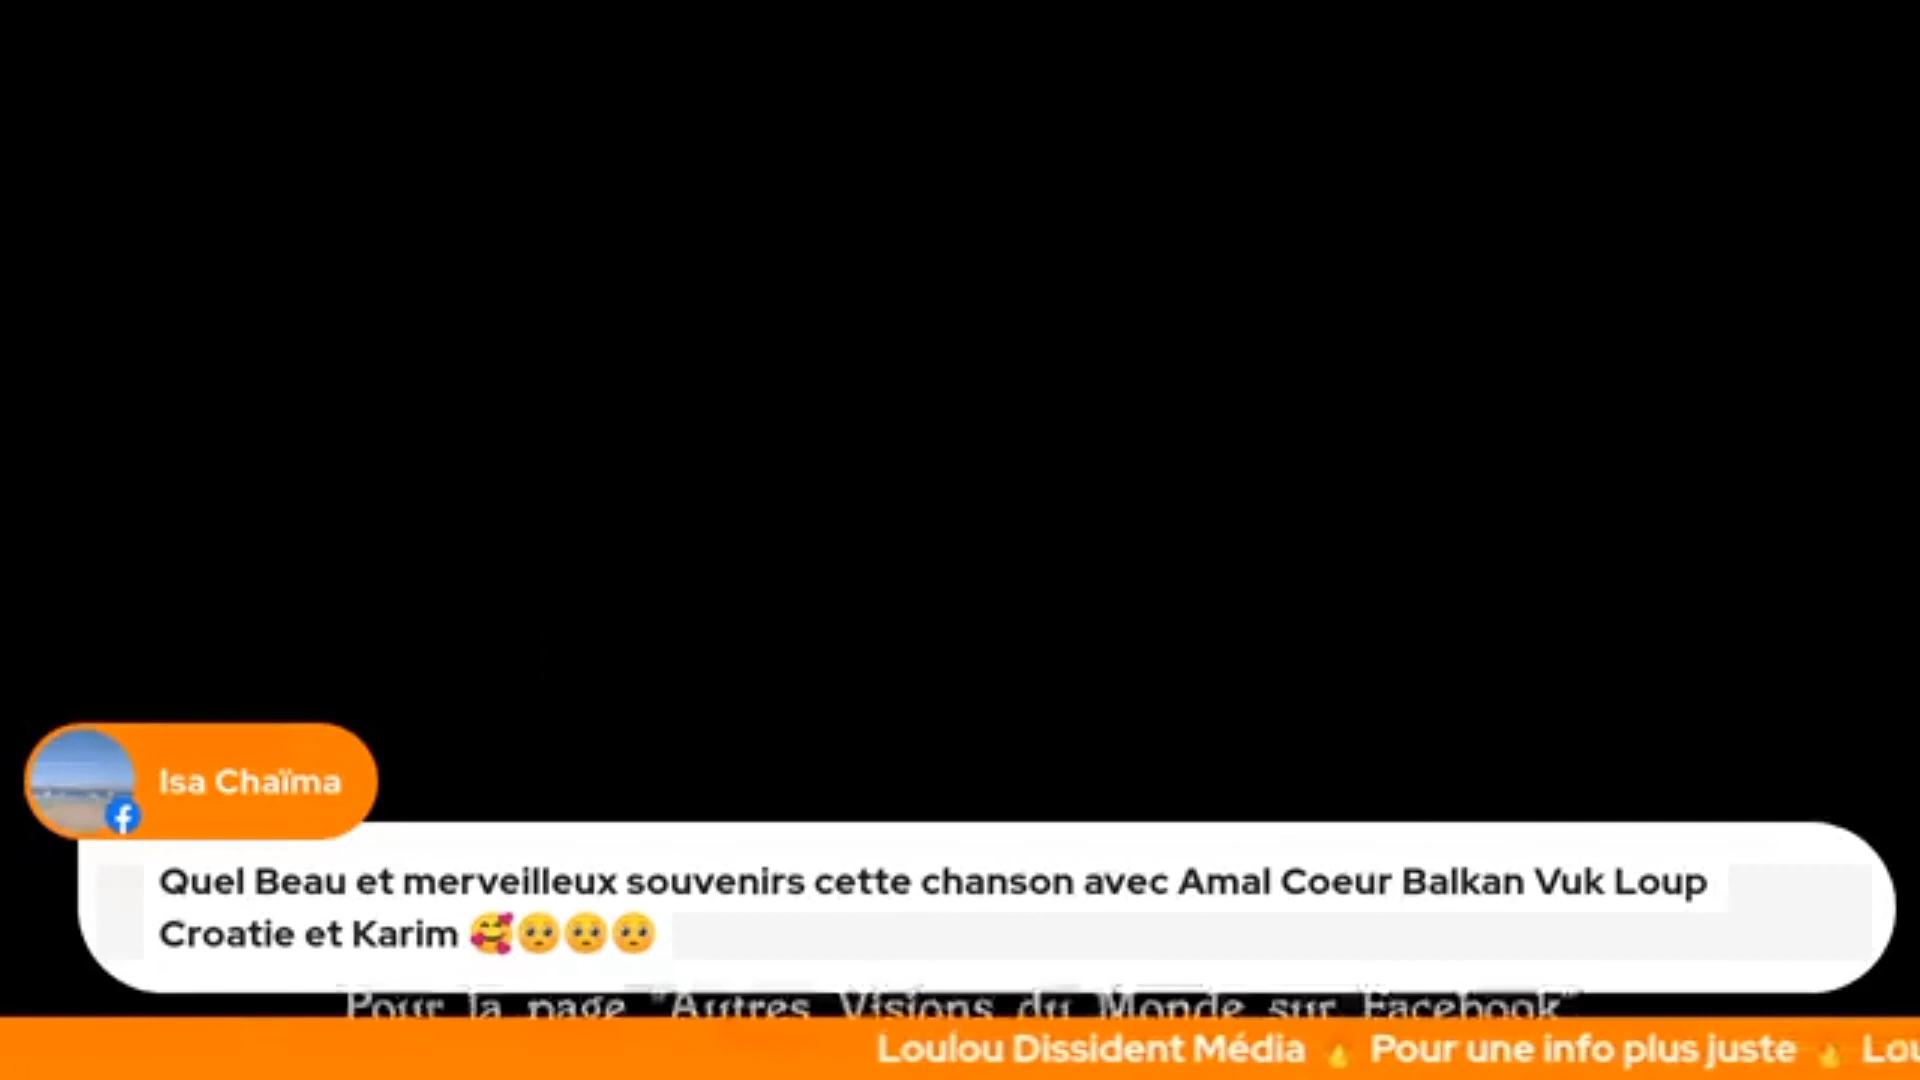 Isa Chaïma
Quel Beau et merveilleux souvenirs cette chanson avec Amal Coeur Balkan Vuk Loup
Croatie et Karim 🥰🥺🥺🥺
Pour la page "Autres Visions du Monde sur Facebook"
Loulou Dissident Média 🔥 Pour une info plus juste 🔥 Lou